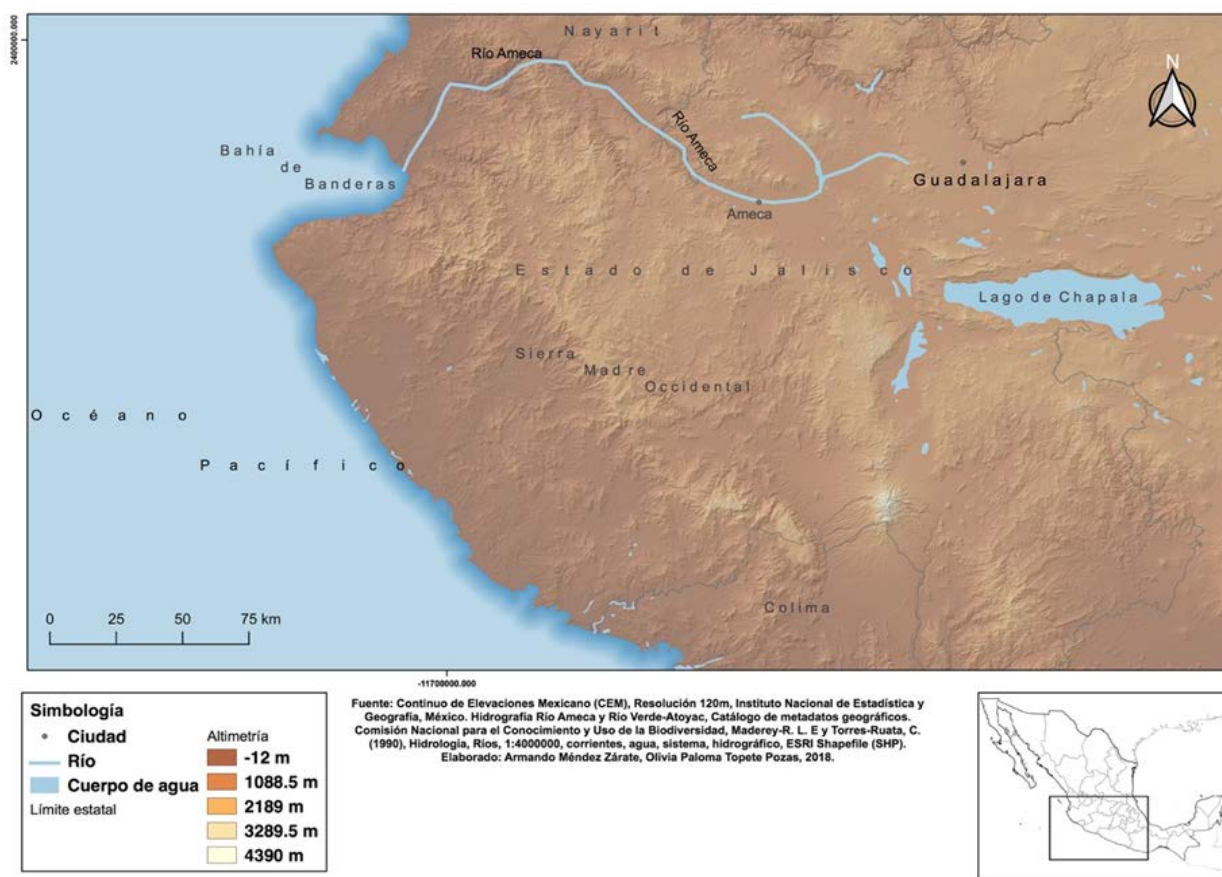 2400000.000
Nayarit
Río Ameca
N
Río Ameca
Bahía
de
Banderas
Guadalajara
Ameca
Estado de Jalisco
Lago de Chapala
Sierra
Madre
Occidental
Océano
Pacífico
Colima
0 25 50 75 km
-11700000.000
Simbología
Ciudad
Río
Cuerpo de agua
Límite estatal
Altimetría
-12 m
1088.5 m
2189 m
3289.5 m
4390 m
Fuente: Continuo de Elevaciones Mexicano (CEM), Resolución 120m, Instituto Nacional de Estadística y
Geografía, México. Hidrografía Río Ameca y Río Verde-Atoyac, Catálogo de metadatos geográficos.
Comisión Nacional para el Conocimiento y Uso de la Biodiversidad, Maderey-R. L. E y Torres-Ruata, C.
(1990), Hidrología, Ríos, 1:4000000, corrientes, agua, sistema, hidrográfico, ESRI Shapefile (SHP).
Elaborado: Armando Méndez Zárate, Olivia Paloma Topete Pozas, 2018.